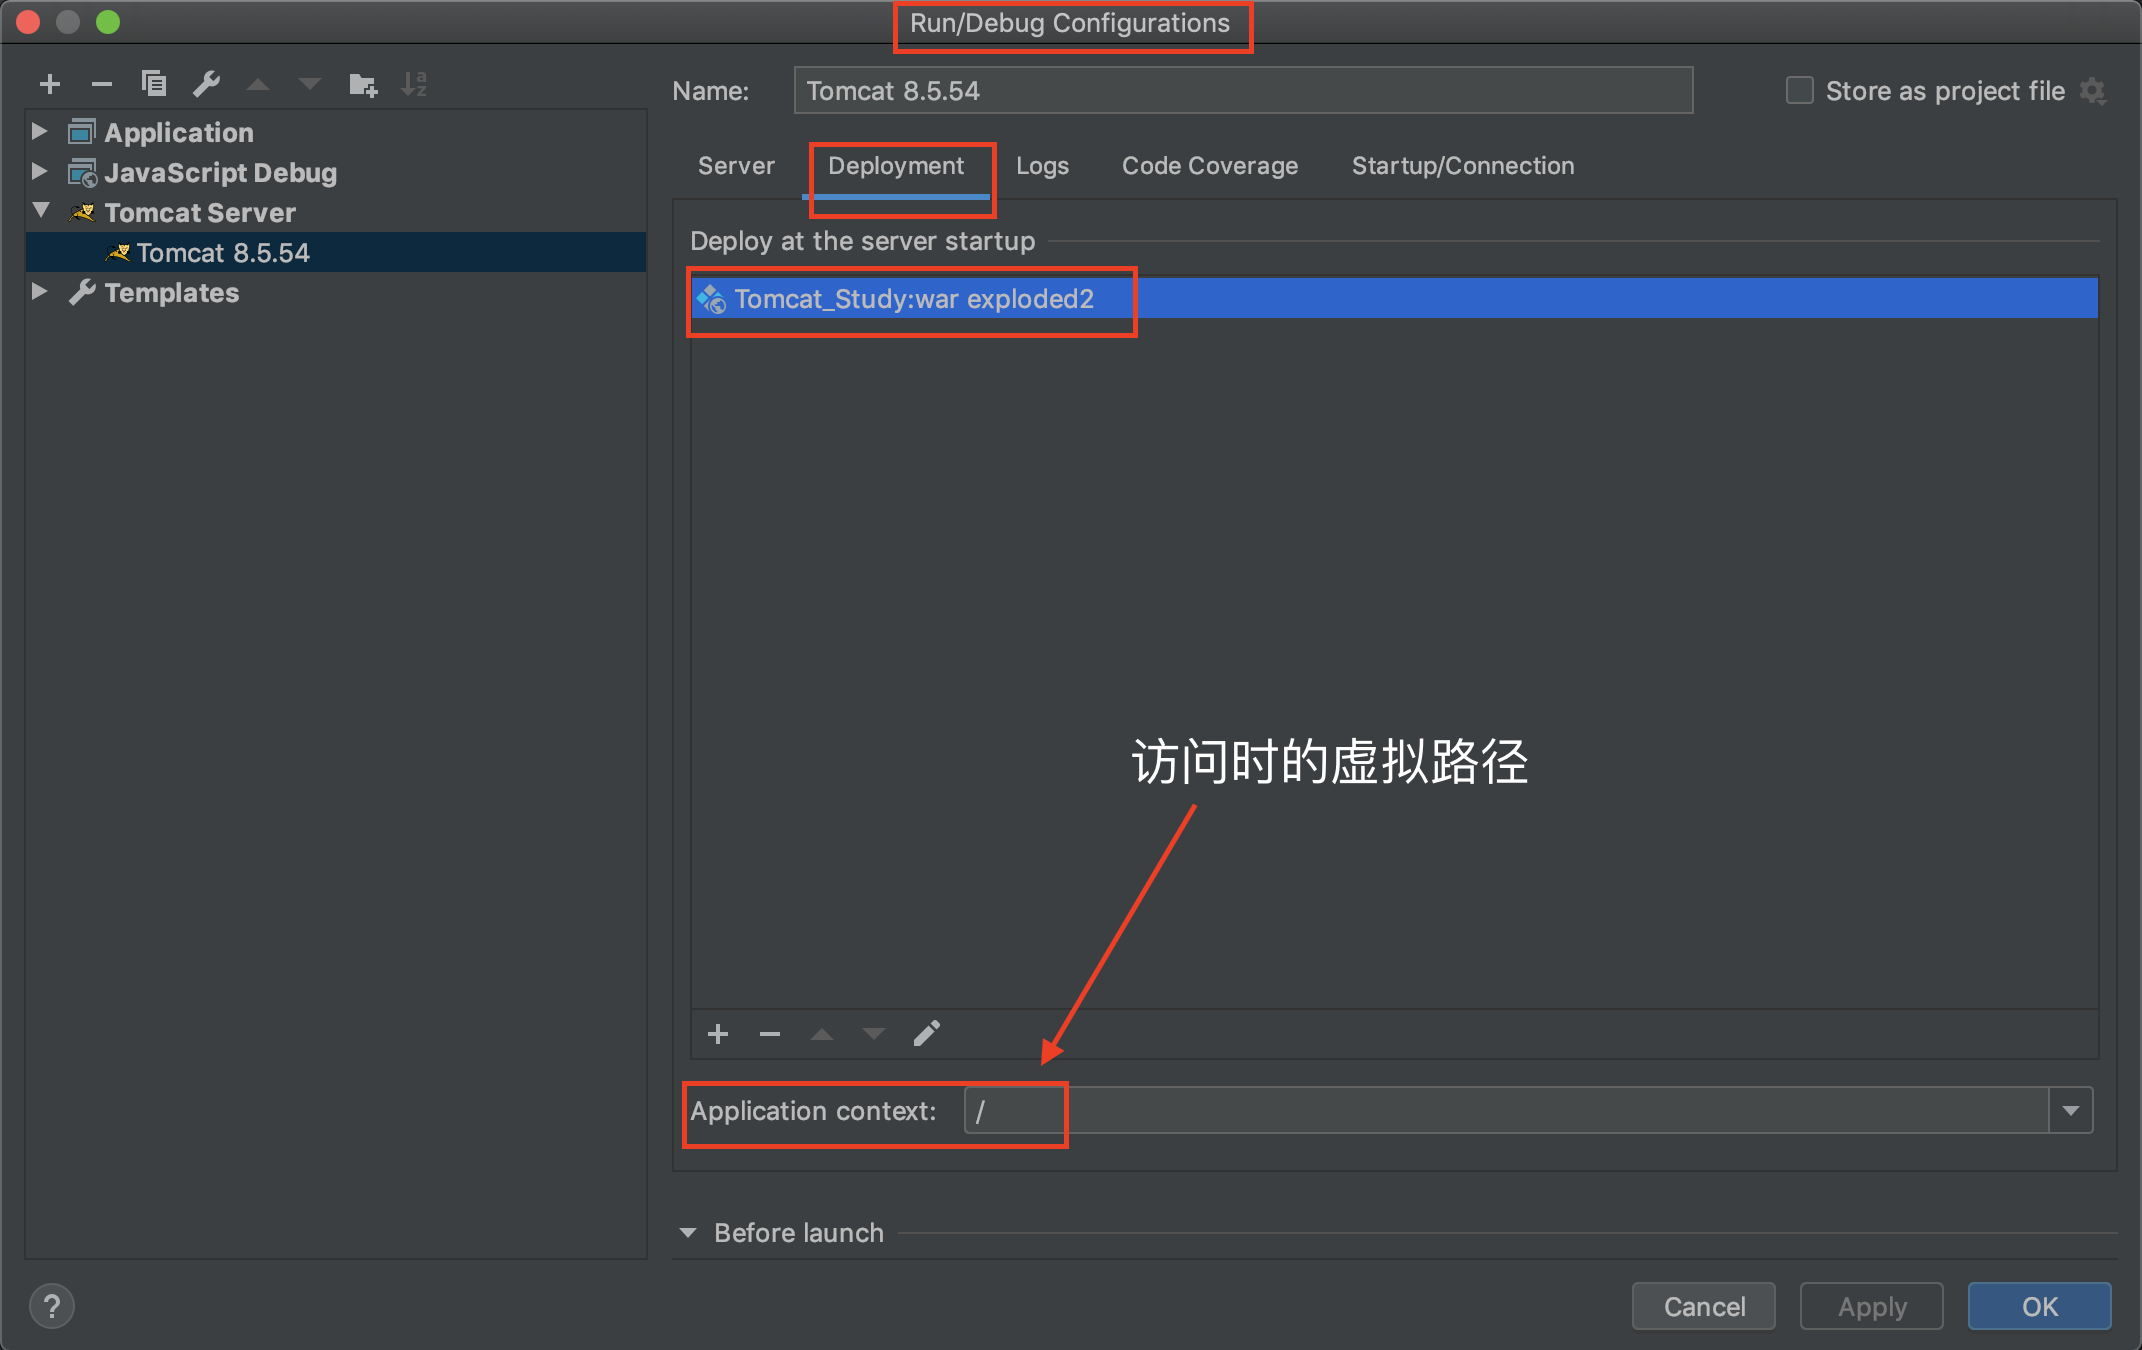 Run/Debug Configurations
Name: Tomcat 8.5.54
Store as project file
Application
JavaScript Debug
Tomcat Server
Tomcat 8.5.54
Templates
Server Deployment Logs Code Coverage Startup/Connection
Deploy at the server startup
Tomcat_Study:war exploded2
访问时的虚拟路径
Application context: /
Before launch
? Cancel Apply OK